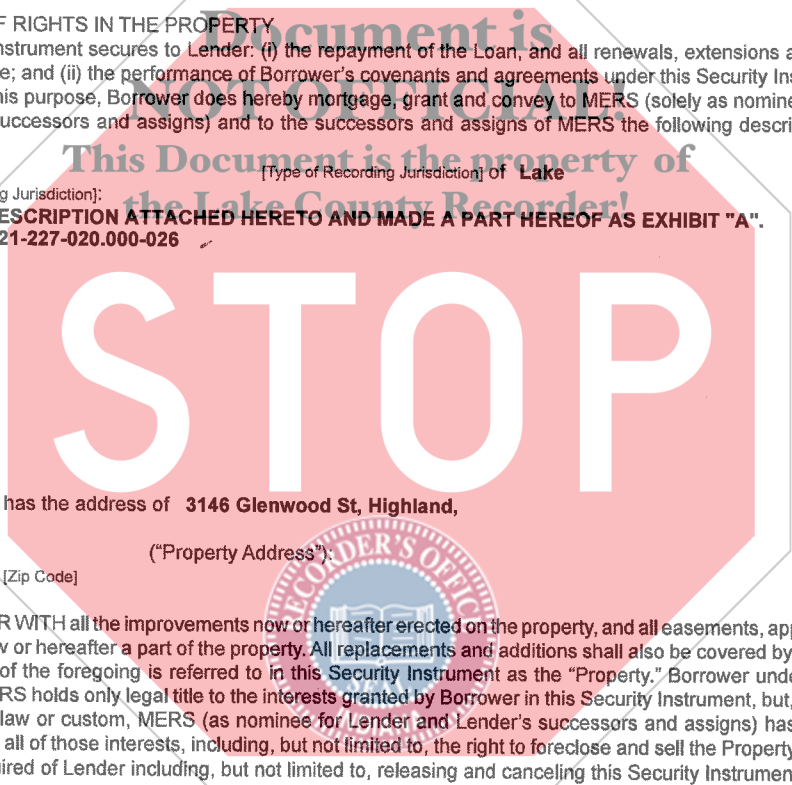 Document is
F RIGHTS IN THE PROPERTY
nstrument secures to Lender: (i) the repayment of the Loan, and all renewals, extensions a
e; and (ii) the performance of Borrower's covenants and agreements under this Security Ins
NOT OFFICIAL!
his purpose, Borrower does hereby mortgage, grant and convey to MERS (solely as nomine
uccessors and assigns) and to the successors and assigns of MERS the following descri
This Document is the property of
[Type of Recording Jurisdiction] of Lake
g Jurisdiction]:
the Lake County Recorder!
ESCRIPTION ATTACHED HERETO AND MADE A PART HEREOF AS EXHIBIT "A".
21-227-020.000-026
STOP
has the address of 3146 Glenwood St, Highland,
("Property Address"):
[Zip Code]
RECORDER'S OFFICE
R WITH all the improvements now or hereafter erected on the property, and all easements, app
w or hereafter a part of the property. All replacements and additions shall also be covered by
of the foregoing is referred to in this Security Instrument as the "Property." Borrower unde
ERS holds only legal title to the interests granted by Borrower in this Security Instrument, but,
law or custom, MERS (as nominee for Lender and Lender's successors and assigns) has
all of those interests, including, but not limited to, the right to foreclose and sell the Property
ired of Lender including, but not limited to, releasing and canceling this Security Instrumen